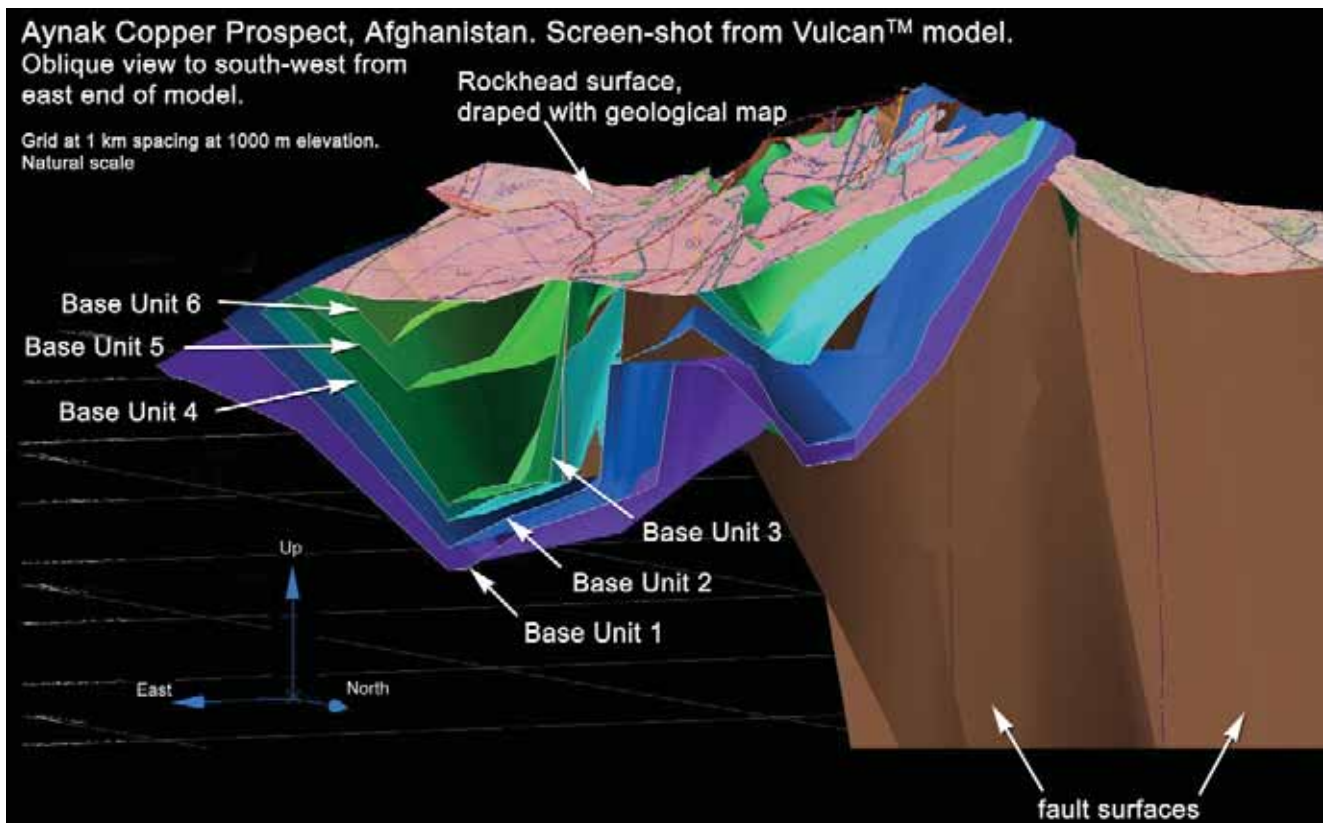 Aynak Copper Prospect, Afghanistan. Screen-shot from Vulcan™ model.
Oblique view to south-west from
east end of model.
Grid at 1 km spacing at 1000 m elevation.
Natural scale
Rockhead surface,
draped with geological map
Base Unit 6
Base Unit 5
Base Unit 4
Base Unit 3
Base Unit 2
Base Unit 1
Up
East
North
fault surfaces